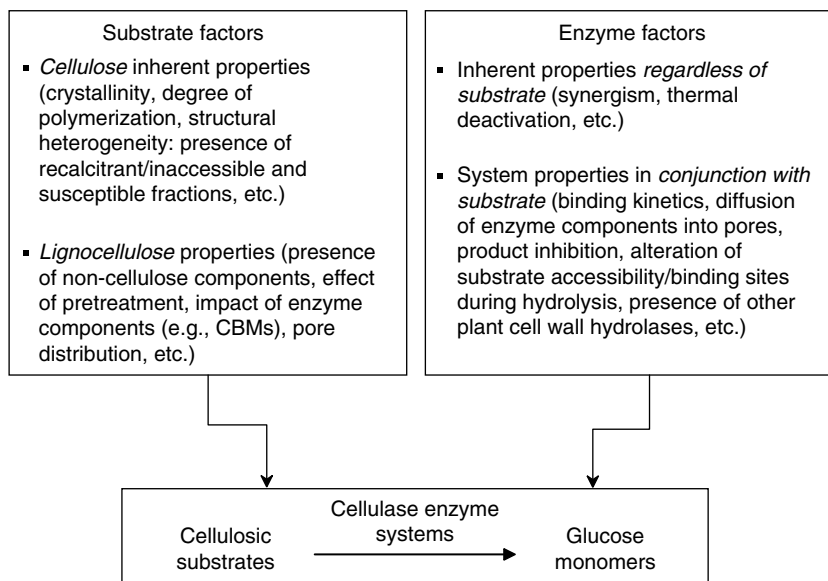 Substrate factors
▪ Cellulose inherent properties
(crystallinity, degree of
polymerization, structural
heterogeneity: presence of
recalcitrant/inaccessible and
susceptible fractions, etc.)
▪ Lignocellulose properties (presence
of non-cellulose components, effect
of pretreatment, impact of enzyme
components (e.g., CBMs), pore
distribution, etc.)
Enzyme factors
▪ Inherent properties regardless of
substrate (synergism, thermal
deactivation, etc.)
▪ System properties in conjunction with
substrate (binding kinetics, diffusion
of enzyme components into pores,
product inhibition, alteration of
substrate accessibility/binding sites
during hydrolysis, presence of other
plant cell wall hydrolases, etc.)
Cellulosic
substrates
Cellulase enzyme
systems
Glucose
monomers